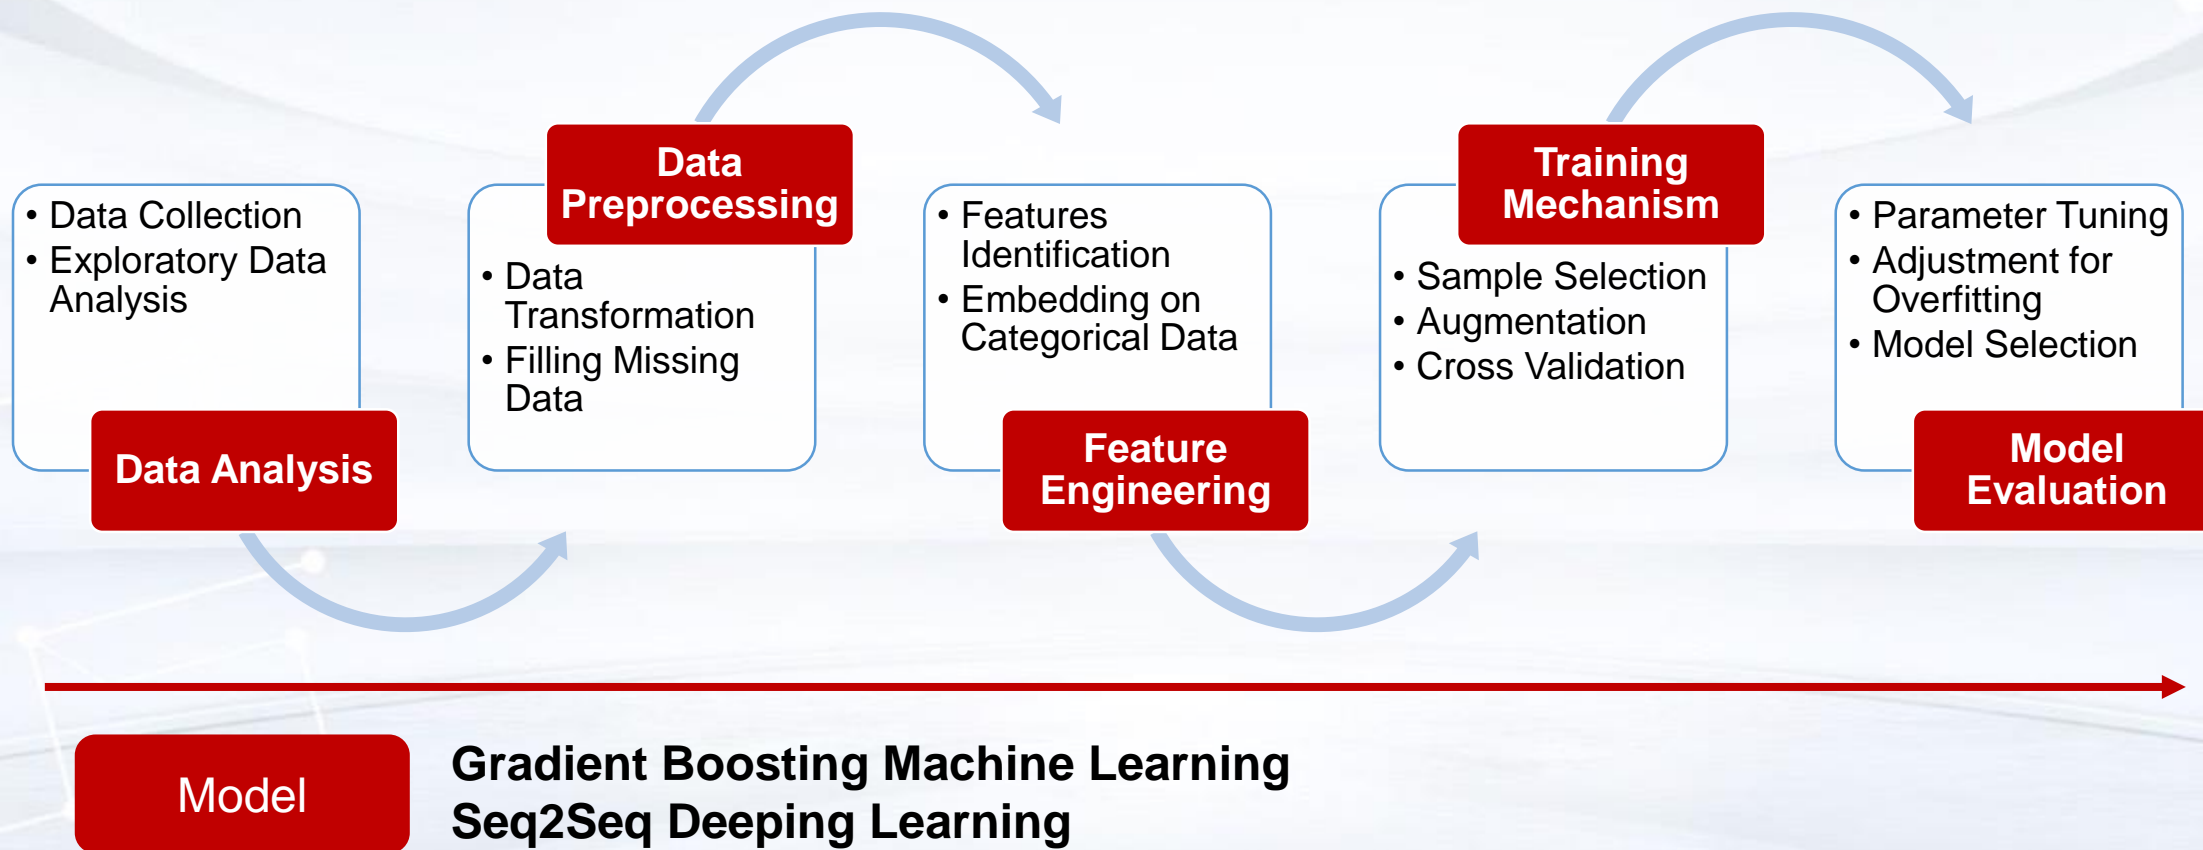 • Data Collection
• Exploratory Data
Analysis
Data Analysis
Data
Preprocessing
• Data
Transformation
• Filling Missing
Data
• Features
Identification
• Embedding on
Categorical Data
Feature
Engineering
Training
Mechanism
• Sample Selection
• Augmentation
• Cross Validation
• Parameter Tuning
• Adjustment for
Overfitting
• Model Selection
Model
Evaluation
Model
Gradient Boosting Machine Learning
Seq2Seq Deeping Learning